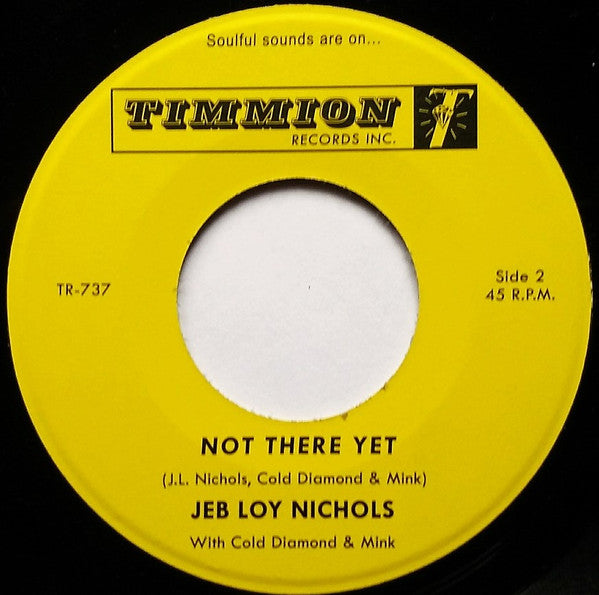 Soulful sounds are on...
TIMMION
RECORDS INC.
TR-737
Side 2
45 R.P.M.
NOT THERE YET
(J.L. Nichols, Cold Diamond & Mink)
JEB LOY NICHOLS
With Cold Diamond & Mink